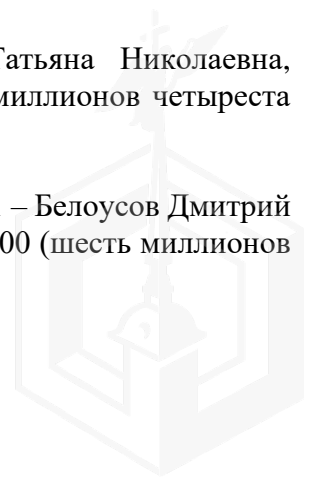 Татьяна Николаевна,
миллионов четыреста
– Белоусов Дмитрий
00 (шесть миллионов